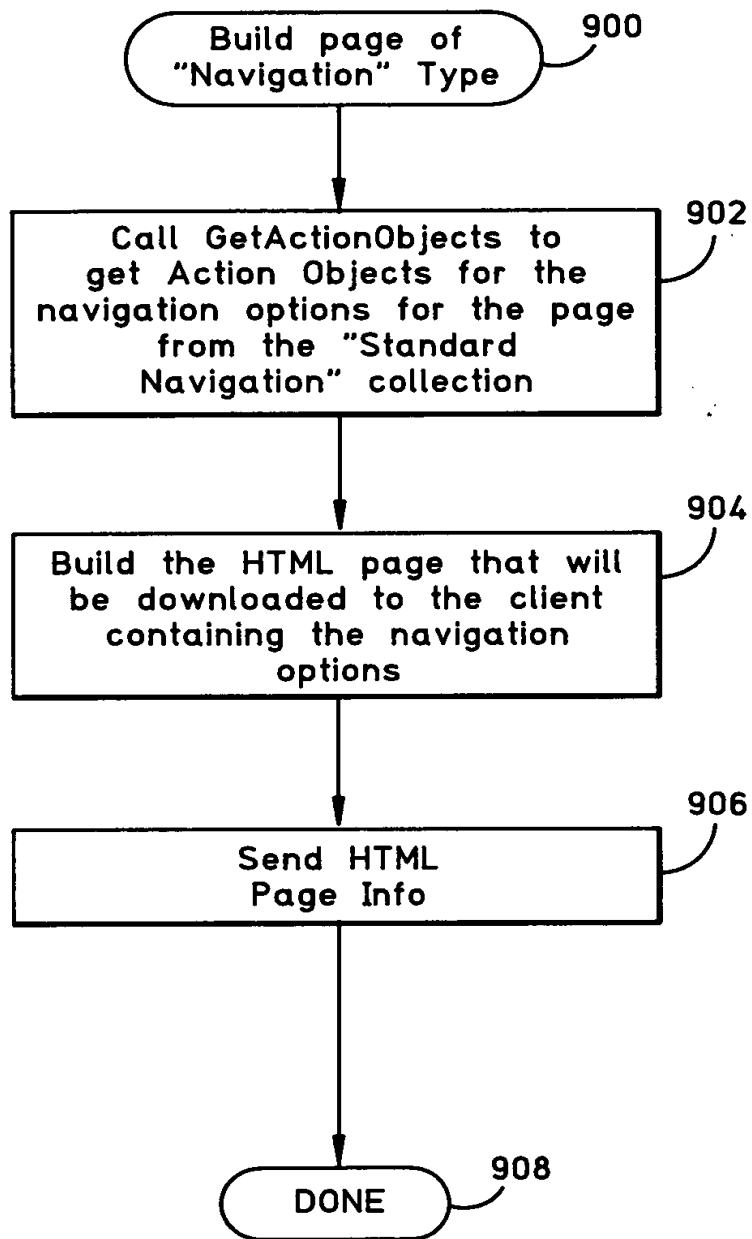 Build page of
"Navigation" Type
900
Call GetActionObjects to
get Action Objects for the
navigation options for the page
from the "Standard
Navigation" collection
902
Build the HTML page that will
be downloaded to the client
containing the navigation
options
904
Send HTML
Page Info
906
DONE
908